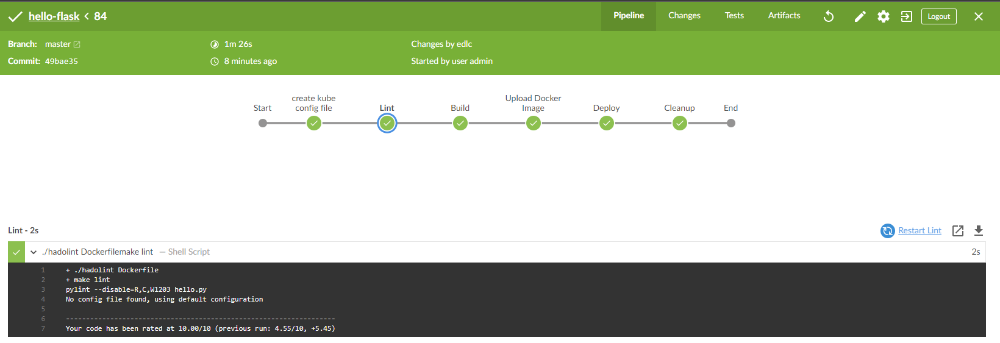 hello-flask < 84
Pipeline
Changes
Tests
Artifacts
Logout
Branch: master
1m 26s
Changes by edlc
Commit: 49bae35
8 minutes ago
Started by user admin
Start
create kube
config file
Lint
Build
Upload Docker
Image
Deploy
Cleanup
End
Lint - 2s
Restart Lint
./hadolint Dockerfilemake lint — Shell Script
2s
1 + ./hadolint Dockerfile
2 + make lint
3 pylint --disable=R,C,W1203 hello.py
4 No config file found, using default configuration
5
6 -------------------------------------------------------------------
7 Your code has been rated at 10.00/10 (previous run: 4.55/10, +5.45)